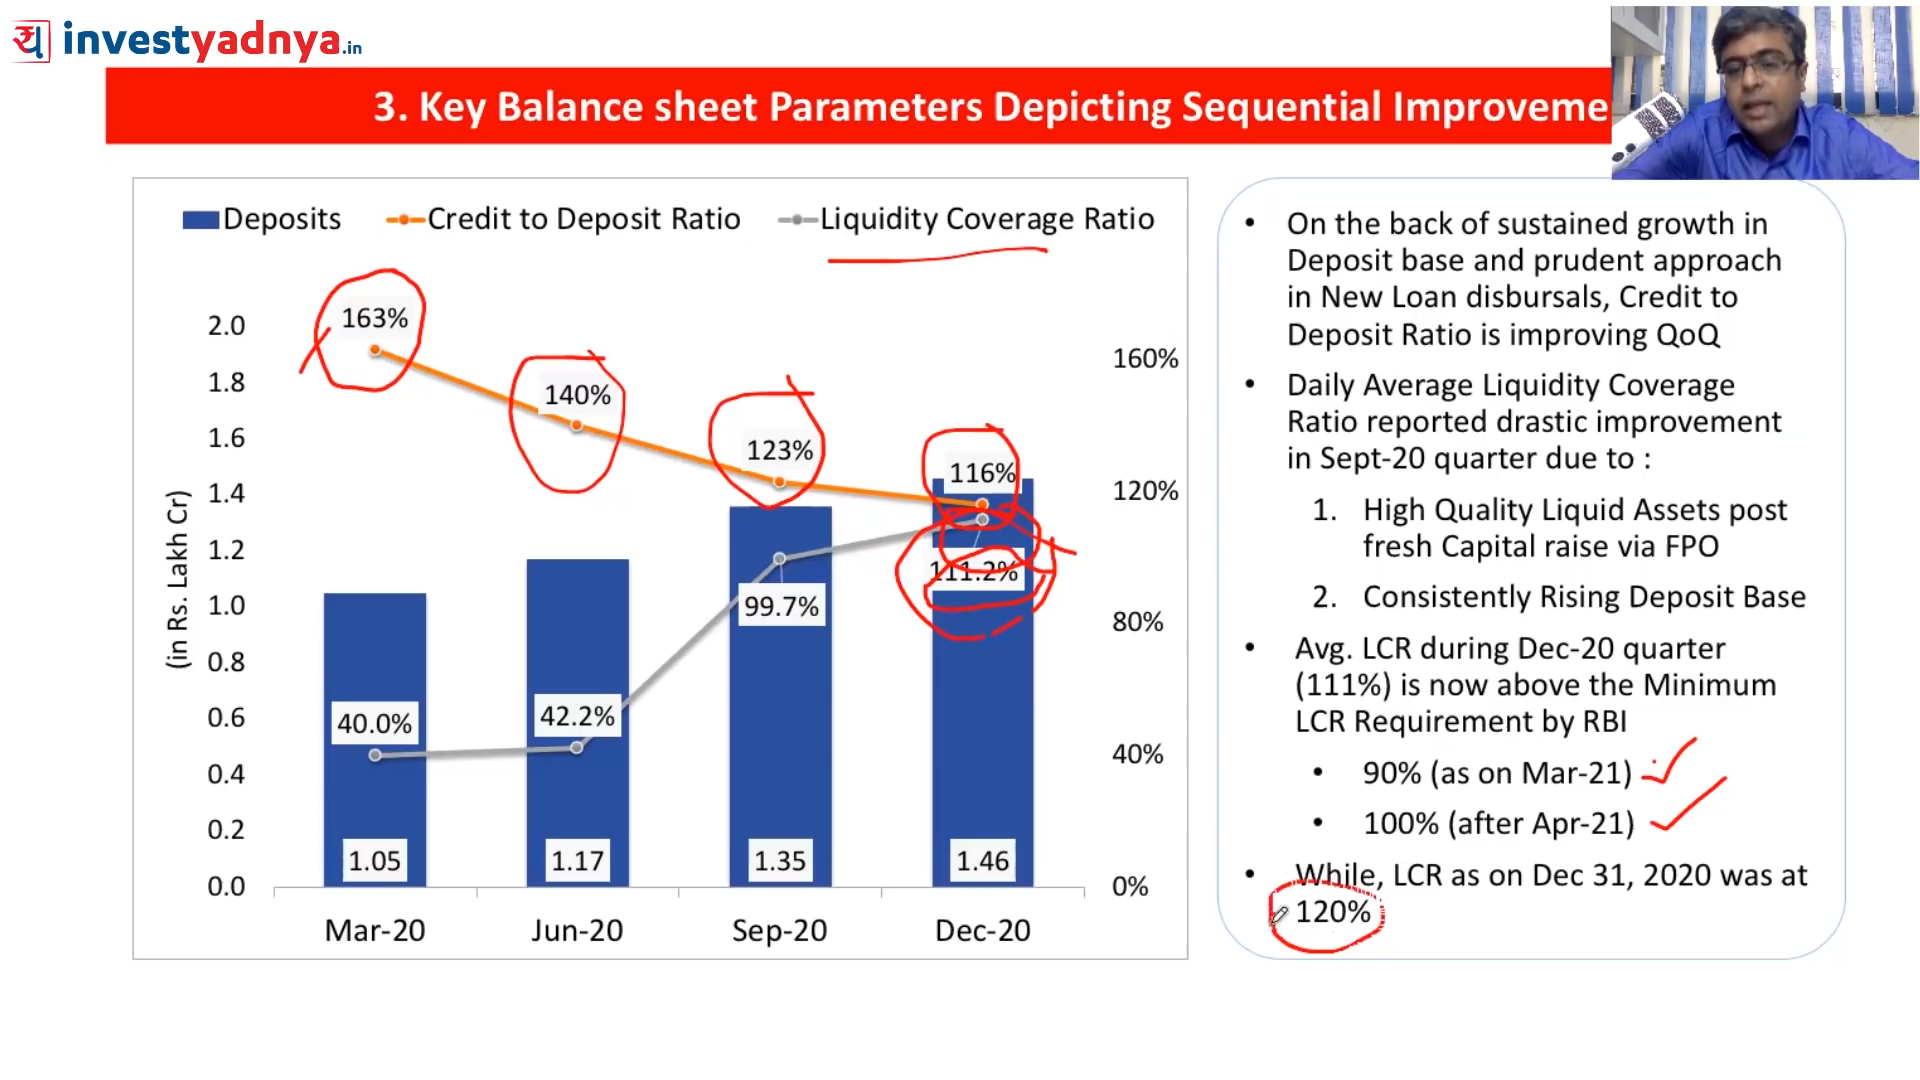 य investyadnya.in
3. Key Balance sheet Parameters Depicting Sequential Improveme
Deposits Credit to Deposit Ratio Liquidity Coverage Ratio
(in Rs. Lakh Cr)
2.0
1.8
1.6
1.4
1.2
1.0
0.8
0.6
0.4
0.2
0.0
163%
140%
123%
116%
40.0%
42.2%
99.7%
111.2%
1.05
1.17
1.35
1.46
160%
120%
80%
40%
0%
Mar-20 Jun-20 Sep-20 Dec-20
• On the back of sustained growth in
Deposit base and prudent approach
in New Loan disbursals, Credit to
Deposit Ratio is improving QoQ
• Daily Average Liquidity Coverage
Ratio reported drastic improvement
in Sept-20 quarter due to :
1. High Quality Liquid Assets post
fresh Capital raise via FPO
2. Consistently Rising Deposit Base
• Avg. LCR during Dec-20 quarter
(111%) is now above the Minimum
LCR Requirement by RBI
• 90% (as on Mar-21)
• 100% (after Apr-21)
• While, LCR as on Dec 31, 2020 was at
120%